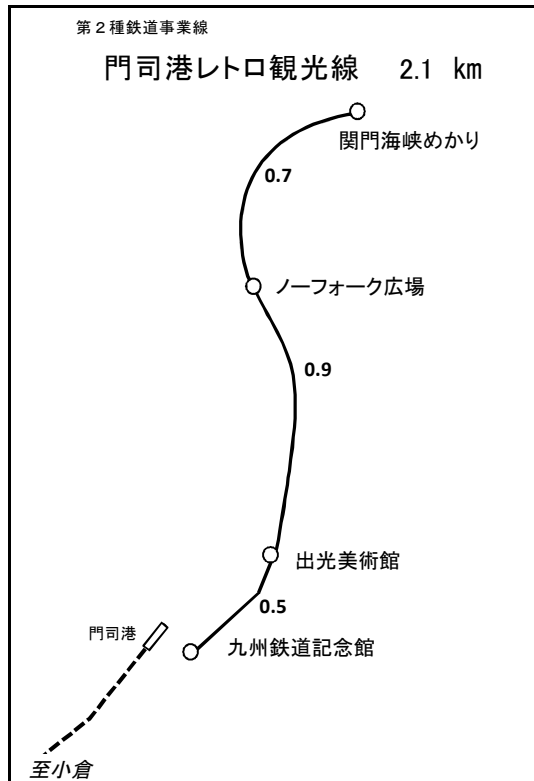 第２種鉄道事業線
門司港レトロ観光線 2.1 km
関門海峡めかり
0.7
ノーフォーク広場
0.9
出光美術館
0.5
門司港
九州鉄道記念館
至小倉